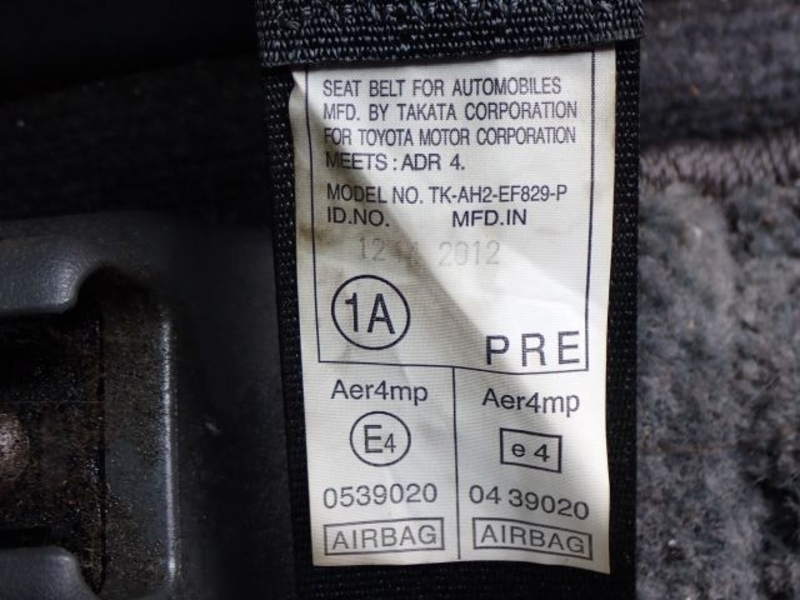 SEAT BELT FOR AUTOMOBILES
MFD. BY TAKATA CORPORATION
FOR TOYOTA MOTOR CORPORATION
MEETS : ADR 4.
MODEL NO. TK-AH2-EF829-P
ID.NO. MFD.IN
12 2012
1A
PRE
Aer4mp
E4
0539020
AIRBAG
Aer4mp
e 4
04 39020
AIRBAG